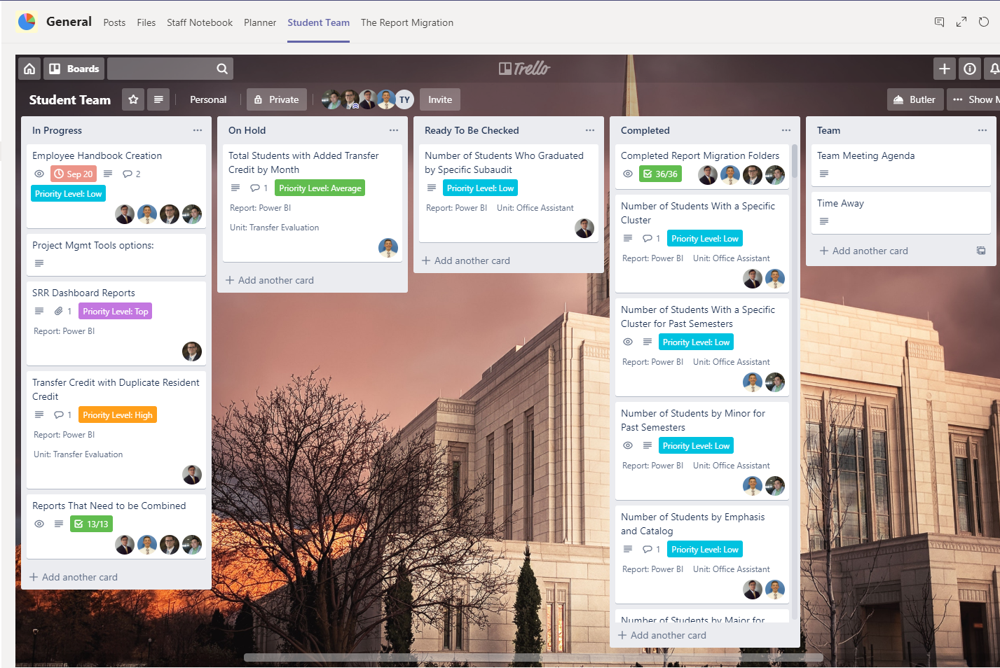 General Posts Files Staff Notebook Planner Student Team The Report Migration
Boards
Trello
Student Team Personal Private TY Invite Butler Show
In Progress
Employee Handbook Creation
Sep 20 2
Priority Level: Low
Project Mgmt Tools options:
SRR Dashboard Reports
1 Priority Level: Top
Report: Power BI
Transfer Credit with Duplicate Resident
Credit
1 Priority Level: High
Report: Power BI
Unit: Transfer Evaluation
Reports That Need to be Combined
13/13
+ Add another card
On Hold
Total Students with Added Transfer
Credit by Month
1 Priority Level: Average
Report: Power BI
Unit: Transfer Evaluation
+ Add another card
Ready To Be Checked
Number of Students Who Graduated
by Specific Subaudit
Priority Level: Low
Report: Power BI Unit: Office Assistant
+ Add another card
Completed
Completed Report Migration Folders
36/36
Number of Students With a Specific
Cluster
1 Priority Level: Low
Report: Power BI Unit: Office Assistant
Number of Students With a Specific
Cluster for Past Semesters
Priority Level: Low
Report: Power BI Unit: Office Assistant
Number of Students by Minor for
Past Semesters
Priority Level: Low
Report: Power BI Unit: Office Assistant
Number of Students by Emphasis
and Catalog
1 Priority Level: Low
Report: Power BI Unit: Office Assistant
Number of Students by Major for
+ Add another card
Team
Team Meeting Agenda
Time Away
+ Add another card